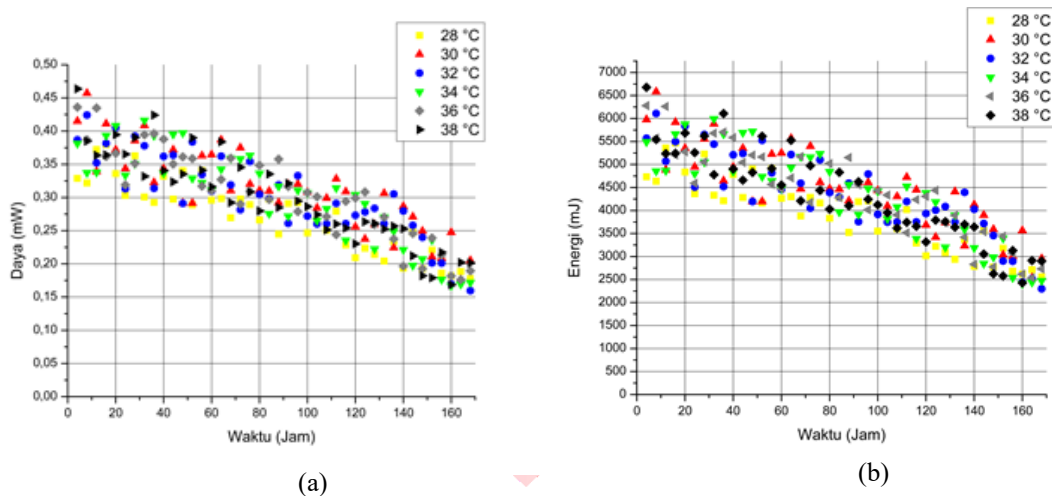 28 °C
30 °C
32 °C
34 °C
36 °C
38 °C
0,50
0,45
0,40
0,35
0,30
0,25
0,20
0,15
0,10
0,05
0,00
Daya (mW)
0 20 40 60 80 100 120 140 160
Waktu (Jam)
(a)
28 °C
30 °C
32 °C
34 °C
36 °C
38 °C
7000
6500
6000
5500
5000
4500
4000
3500
3000
2500
2000
1500
1000
500
0
Energi (mJ)
0 20 40 60 80 100 120 140 160
Waktu (Jam)
(b)